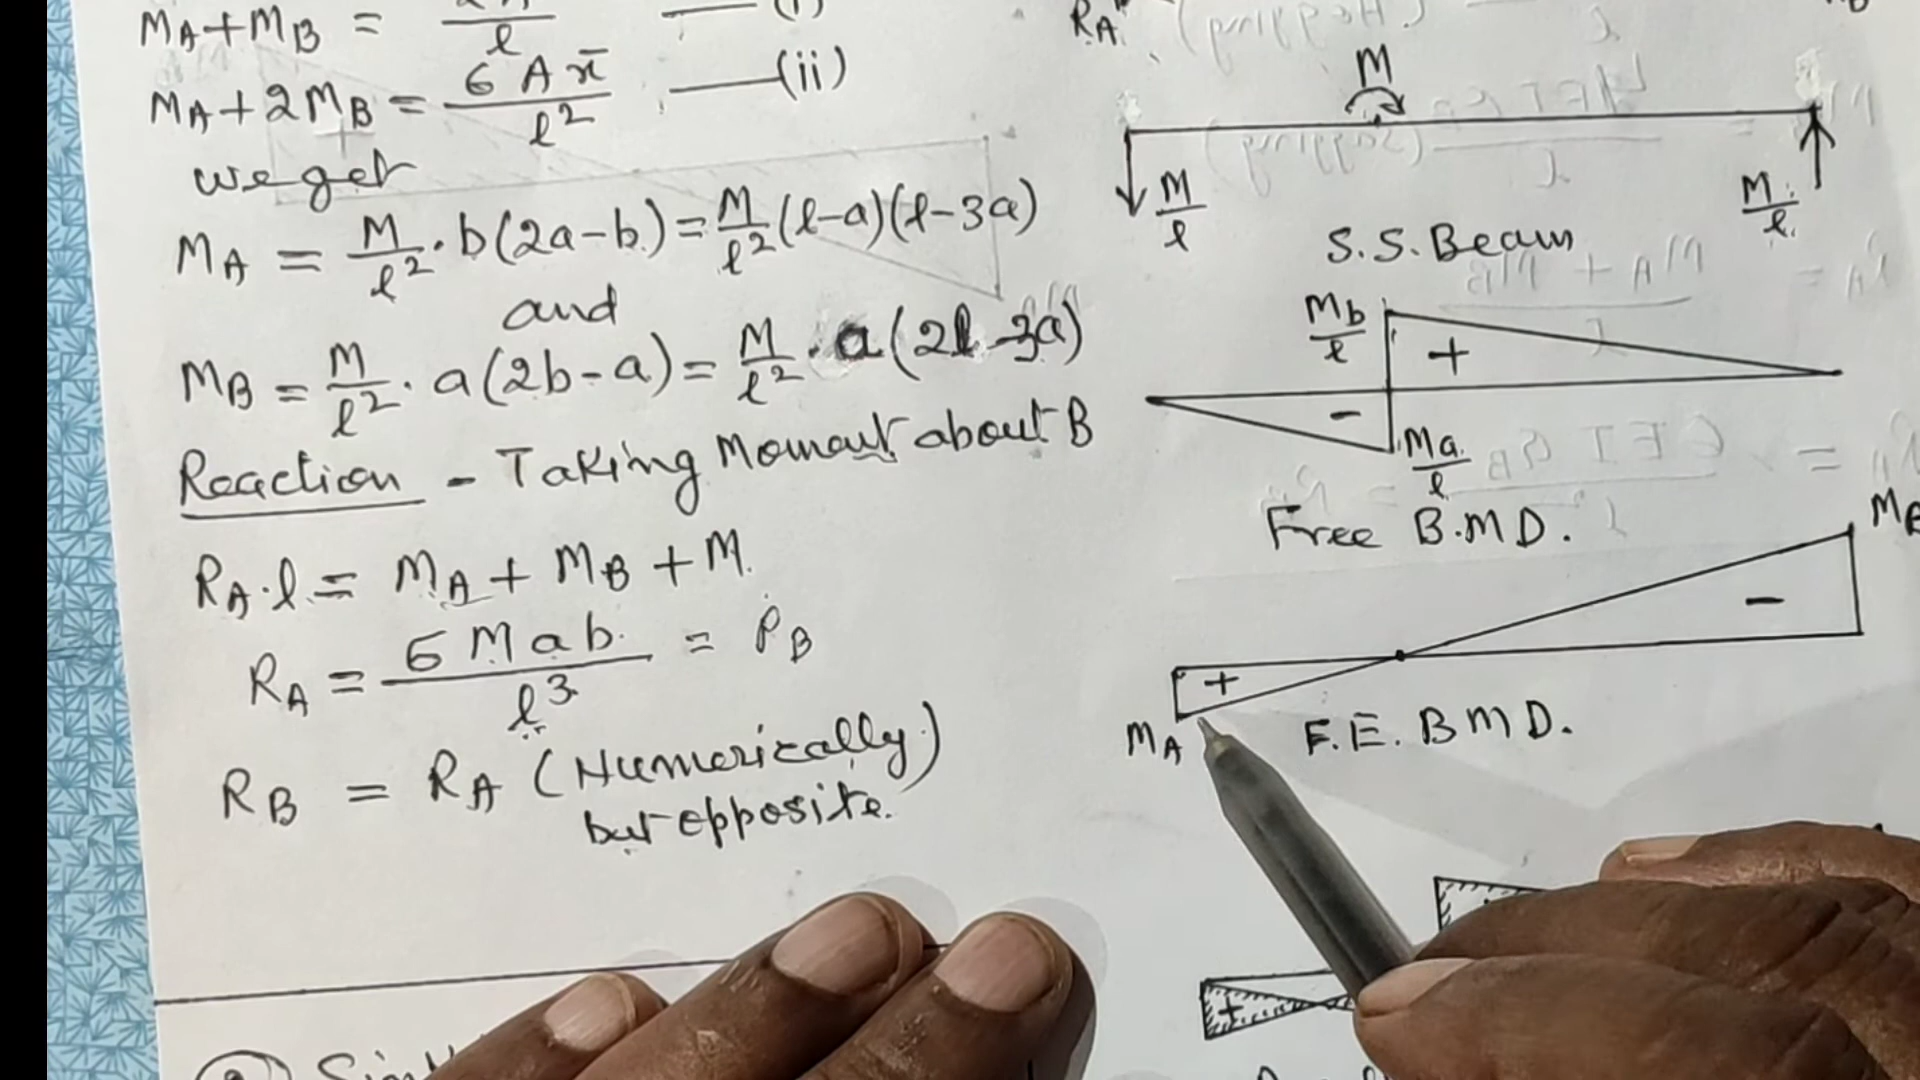 MA+MB = 
l
MA+2MB = 6Ax̄/l² ——(ii)
we get
MA = M/l² · b(2a-b) = M/l² (l-a)(l-3a)
and
MB = M/l² · a(2b-a) = M/l² · a(2l-3a)
Reaction - Taking Moment about B
RA·l = MA + MB + M.
RA = 6Mab/l³ = RB
RB = RA (Numerically)
but opposite.
RA
M
M/l
M/l
S.S. Beam
Mb/l
+
-
Ma/l
Free B.M D.
MB
-
+
MA
F.E. B M D.
+